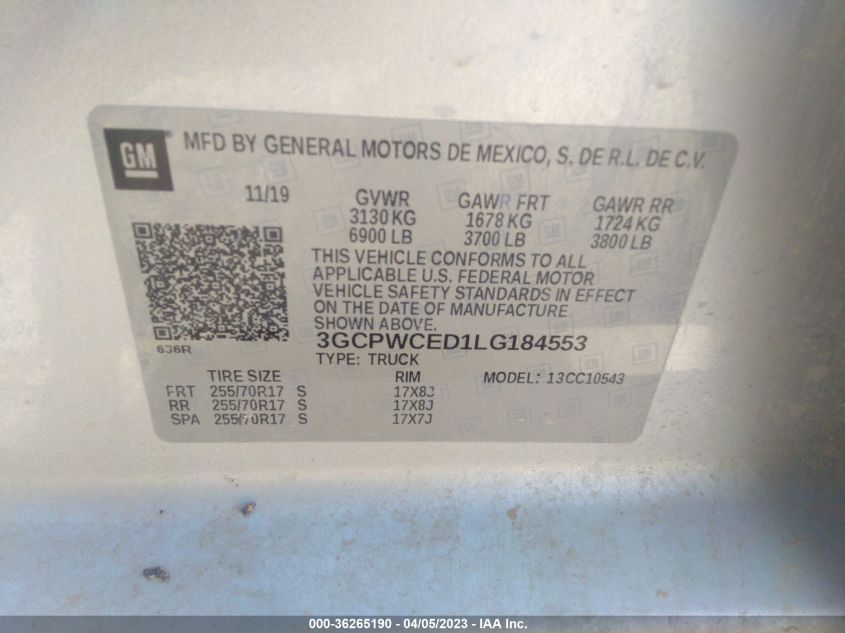 GM
MFD BY GENERAL MOTORS DE MEXICO, S. DE R.L. DE C.V.
11/19 GVWR GAWR FRT GAWR RR
3130 KG 1678 KG 1724 KG
6900 LB 3700 LB 3800 LB
THIS VEHICLE CONFORMS TO ALL
APPLICABLE U.S. FEDERAL MOTOR
VEHICLE SAFETY STANDARDS IN EFFECT
ON THE DATE OF MANUFACTURE
SHOWN ABOVE.
636R
3GCPWCED1LG184553
TYPE: TRUCK
TIRE SIZE RIM MODEL: 13CC10543
FRT 255/70R17 S 17X8J
RR 255/70R17 S 17X8J
SPA 255/70R17 S 17X7J
000-36265190 - 04/05/2023 - IAA Inc.